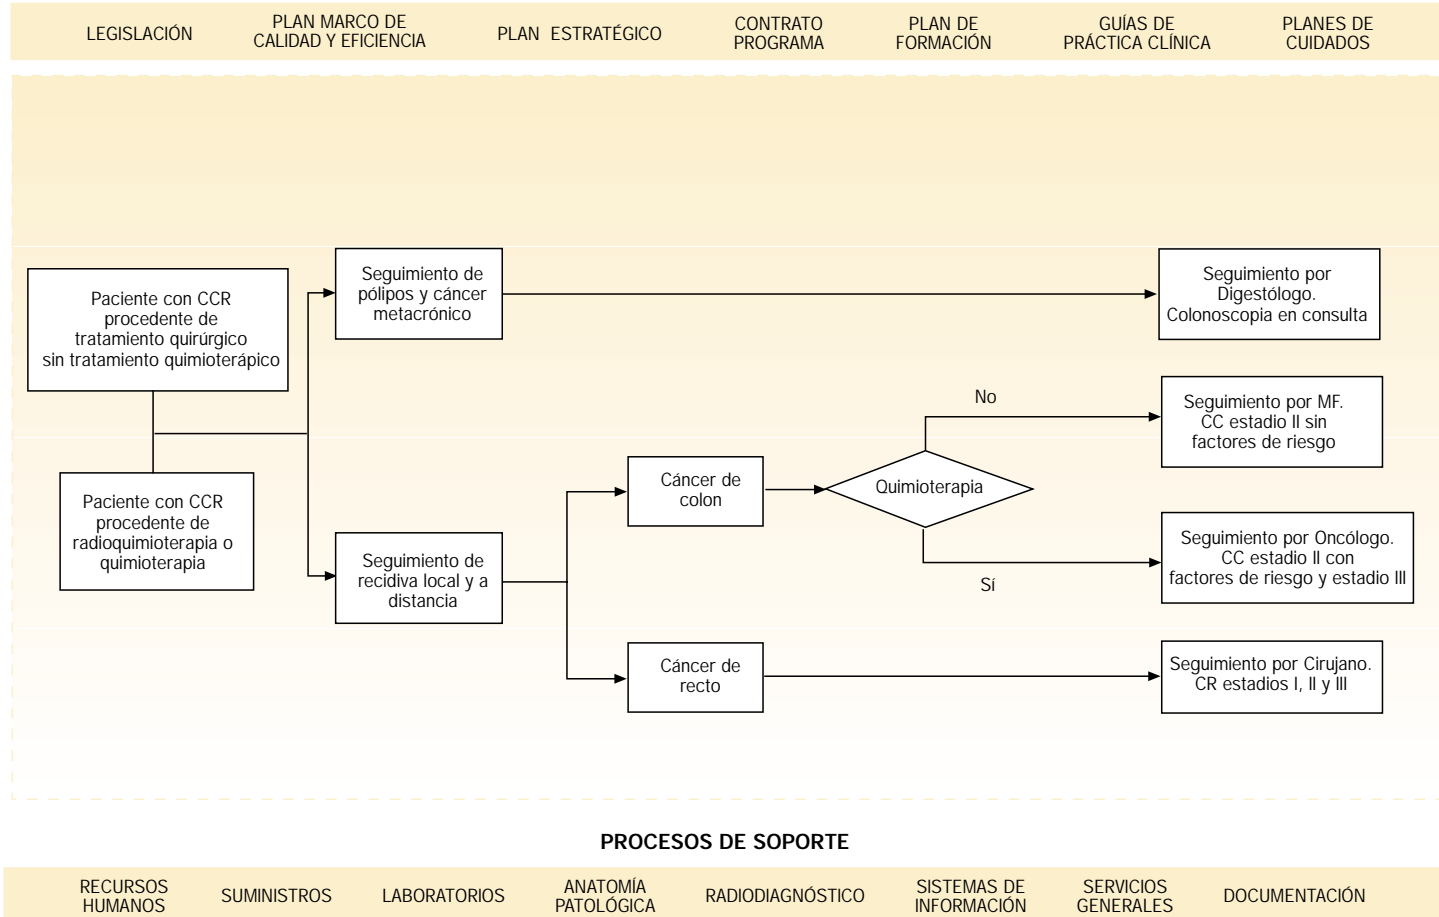 LEGISLACIÓN
PLAN MARCO DE
CALIDAD Y EFICIENCIA
PLAN ESTRATÉGICO
CONTRATO
PROGRAMA
PLAN DE
FORMACIÓN
GUÍAS DE
PRÁCTICA CLÍNICA
PLANES DE
CUIDADOS
Paciente con CCR
procedente de
tratamiento quirúrgico
sin tratamiento quimioterápico
Paciente con CCR
procedente de
radioquimioterapia o
quimioterapia
Seguimiento de
pólipos y cáncer
metacrónico
Seguimiento de
recidiva local y a
distancia
Cáncer de
colon
Cáncer de
recto
Quimioterapia
No
Sí
Seguimiento por
Digestólogo.
Colonoscopia en consulta
Seguimiento por MF.
CC estadio II sin
factores de riesgo
Seguimiento por Oncólogo.
CC estadio II con
factores de riesgo y estadio III
Seguimiento por Cirujano.
CR estadios I, II y III
PROCESOS DE SOPORTE
RECURSOS
HUMANOS
SUMINISTROS
LABORATORIOS
ANATOMÍA
PATOLÓGICA
RADIODIAGNÓSTICO
SISTEMAS DE
INFORMACIÓN
SERVICIOS
GENERALES
DOCUMENTACIÓN